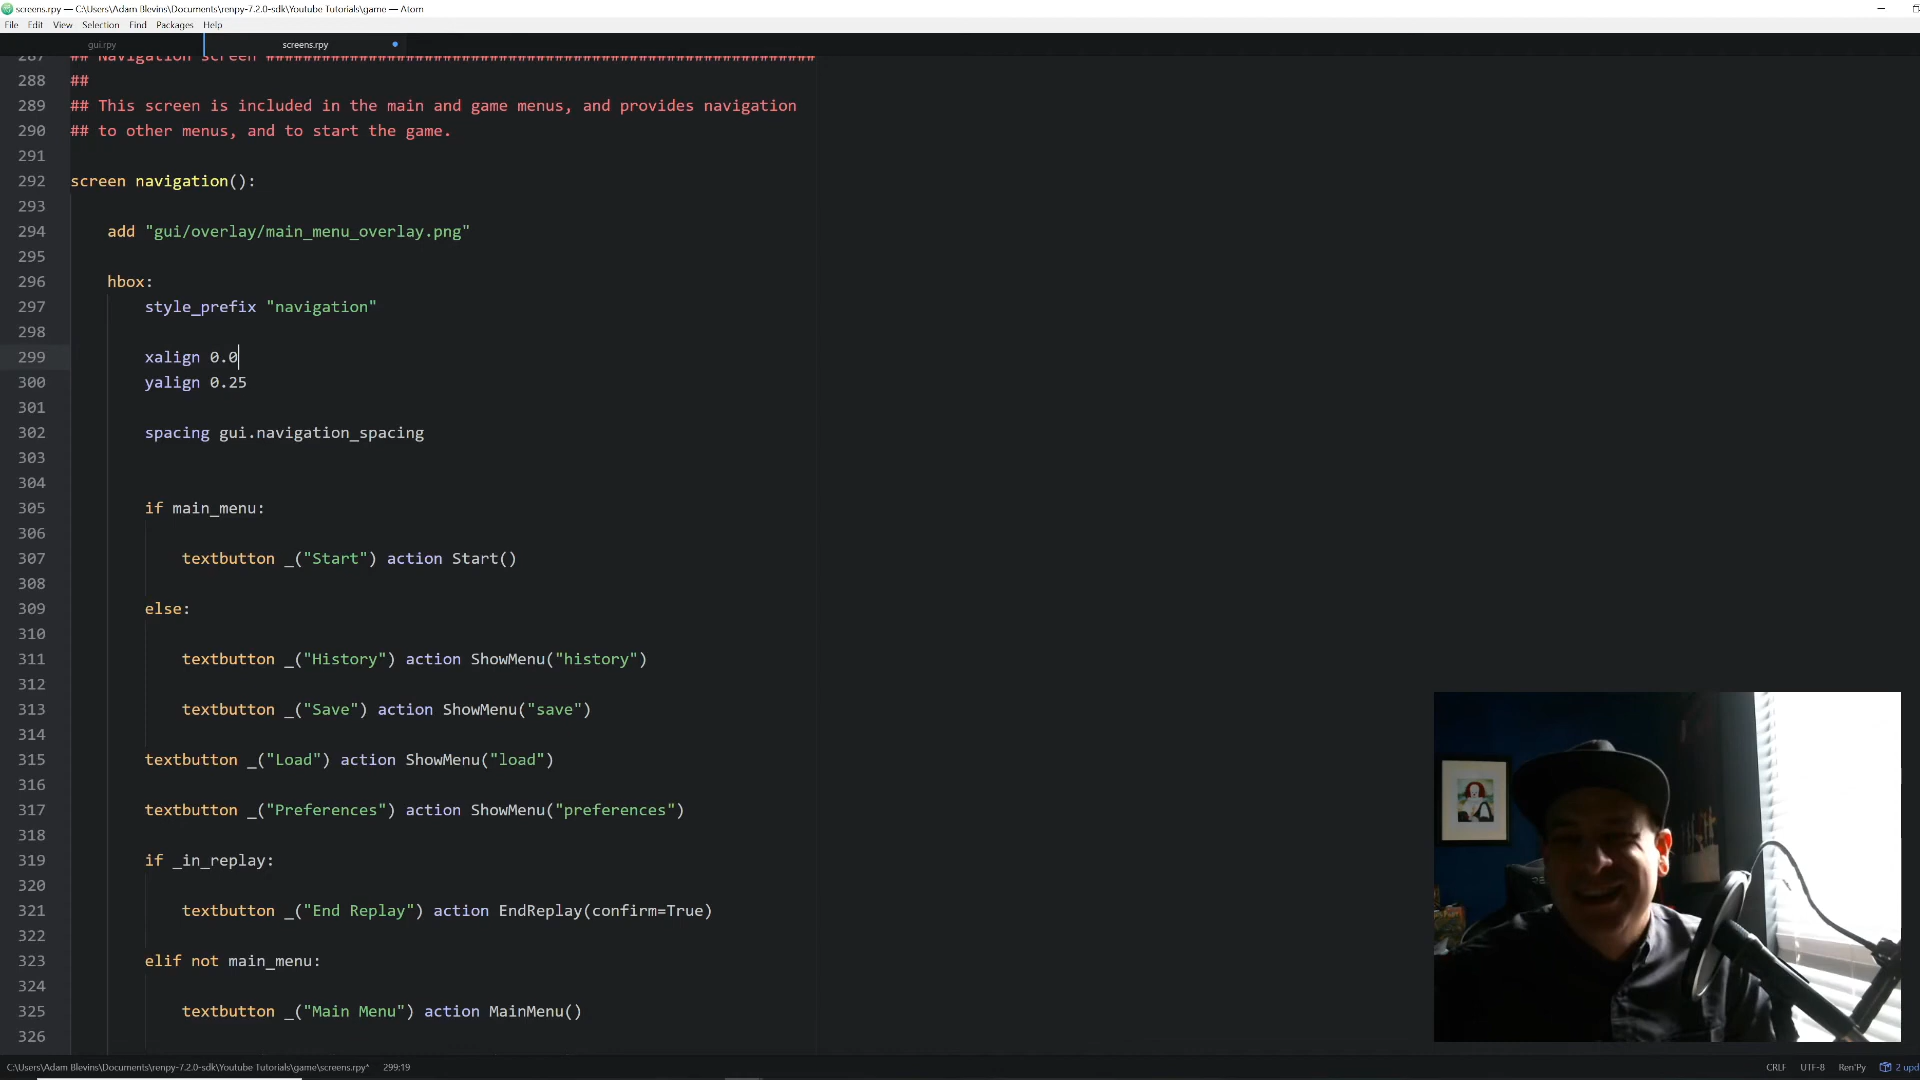 screens.rpy — C:\Users\Adam Blevins\Documents\renpy-7.2.0-sdk\Youtube Tutorials\game — Atom
File Edit View Selection Find Packages Help
gui.rpy screens.rpy
287 ## Navigation screen ###########################################################
288 ##
289 ## This screen is included in the main and game menus, and provides navigation
290 ## to other menus, and to start the game.
291
292 screen navigation():
293
294 add "gui/overlay/main_menu_overlay.png"
295
296 hbox:
297 style_prefix "navigation"
298
299 xalign 0.0
300 yalign 0.25
301
302 spacing gui.navigation_spacing
303
304
305 if main_menu:
306
307 textbutton _("Start") action Start()
308
309 else:
310
311 textbutton _("History") action ShowMenu("history")
312
313 textbutton _("Save") action ShowMenu("save")
314
315 textbutton _("Load") action ShowMenu("load")
316
317 textbutton _("Preferences") action ShowMenu("preferences")
318
319 if _in_replay:
320
321 textbutton _("End Replay") action EndReplay(confirm=True)
322
323 elif not main_menu:
324
325 textbutton _("Main Menu") action MainMenu()
326
C:\Users\Adam Blevins\Documents\renpy-7.2.0-sdk\Youtube Tutorials\game\screens.rpy* 299:19 CRLF UTF-8 Ren'Py 2 upd